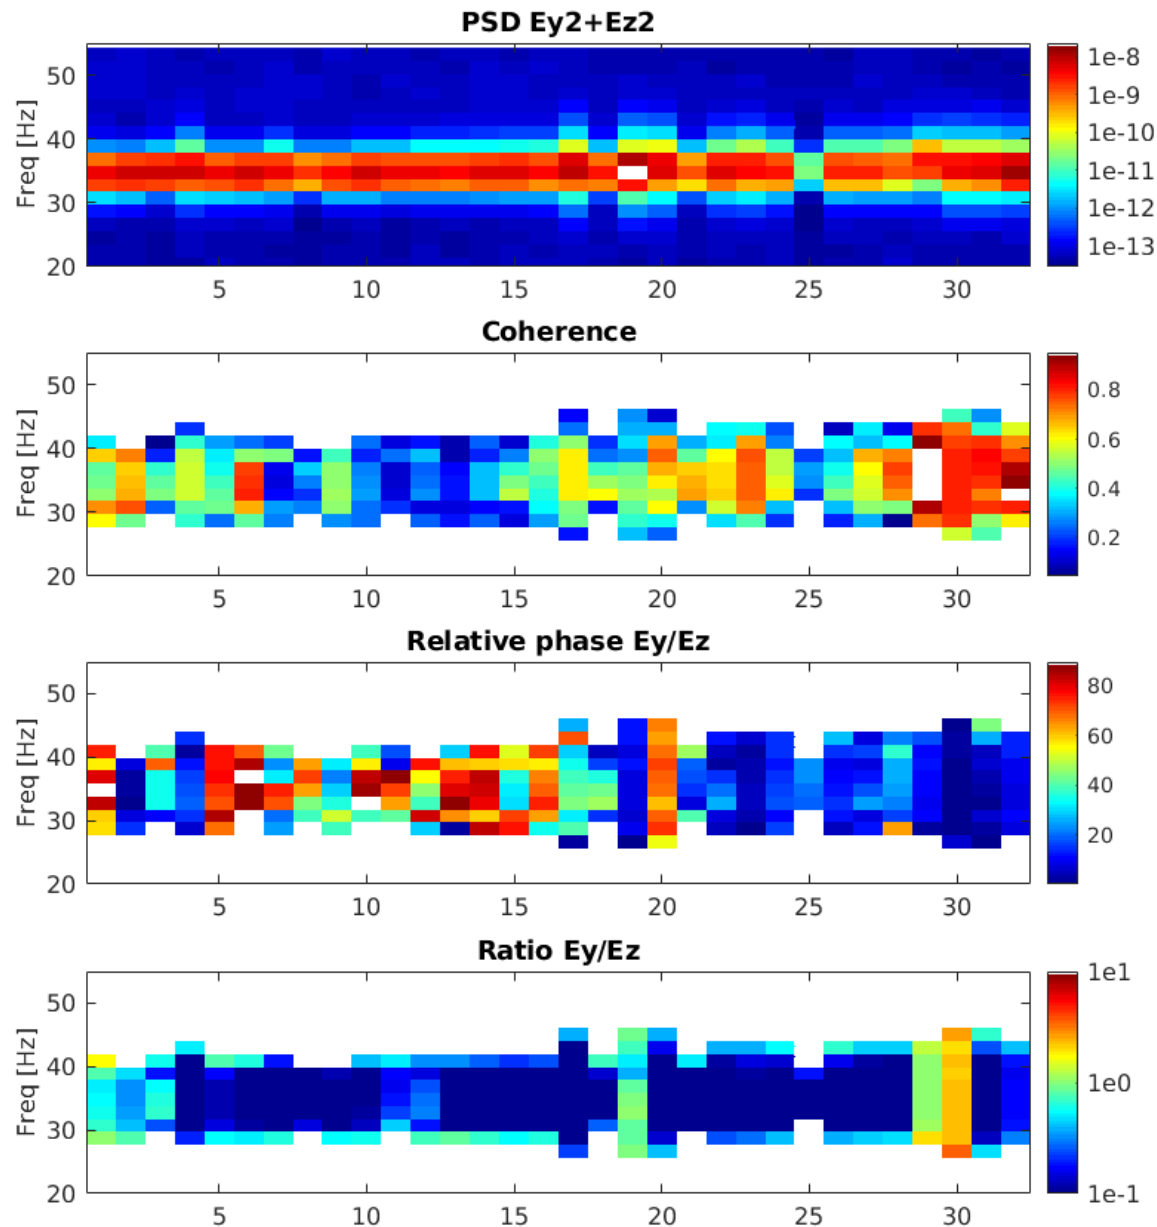 PSD Ey2+Ez2
50
40
30
20
Freq [Hz]
5 10 15 20 25 30
1e-8
1e-9
1e-10
1e-11
1e-12
1e-13
Coherence
50
40
30
20
Freq [Hz]
5 10 15 20 25 30
0.8
0.6
0.4
0.2
Relative phase Ey/Ez
50
40
30
20
Freq [Hz]
5 10 15 20 25 30
80
60
40
20
Ratio Ey/Ez
50
40
30
20
Freq [Hz]
5 10 15 20 25 30
1e1
1e0
1e-1